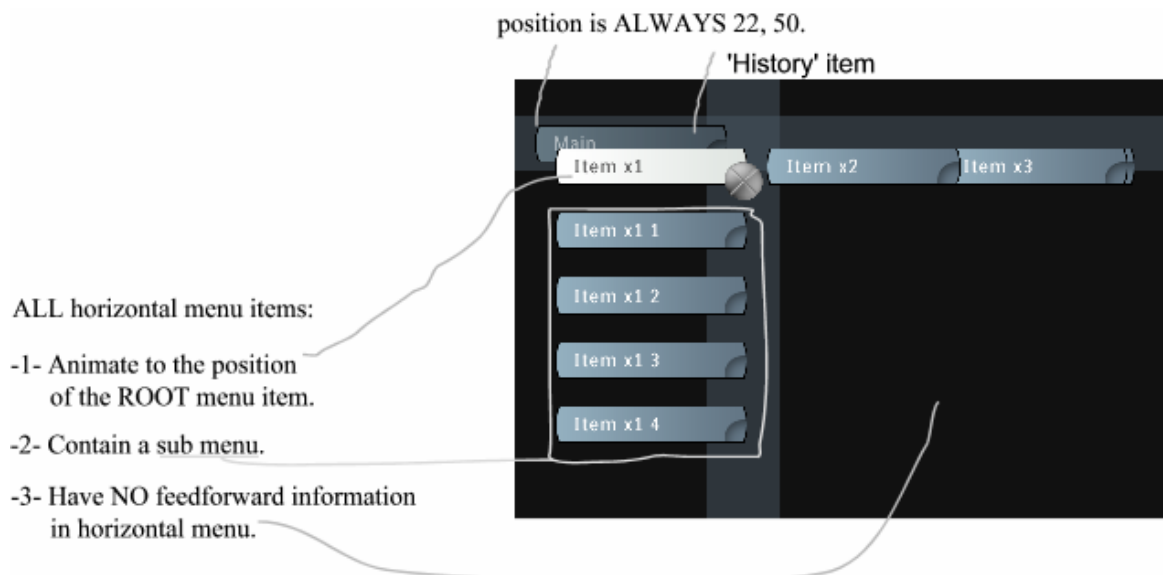 position is ALWAYS 22, 50.
'History' item
Main
Item x1
Item x2
Item x3
Item x1 1
Item x1 2
Item x1 3
Item x1 4
ALL horizontal menu items:
-1- Animate to the position
of the ROOT menu item.
-2- Contain a sub menu.
-3- Have NO feedforward information
in horizontal menu.